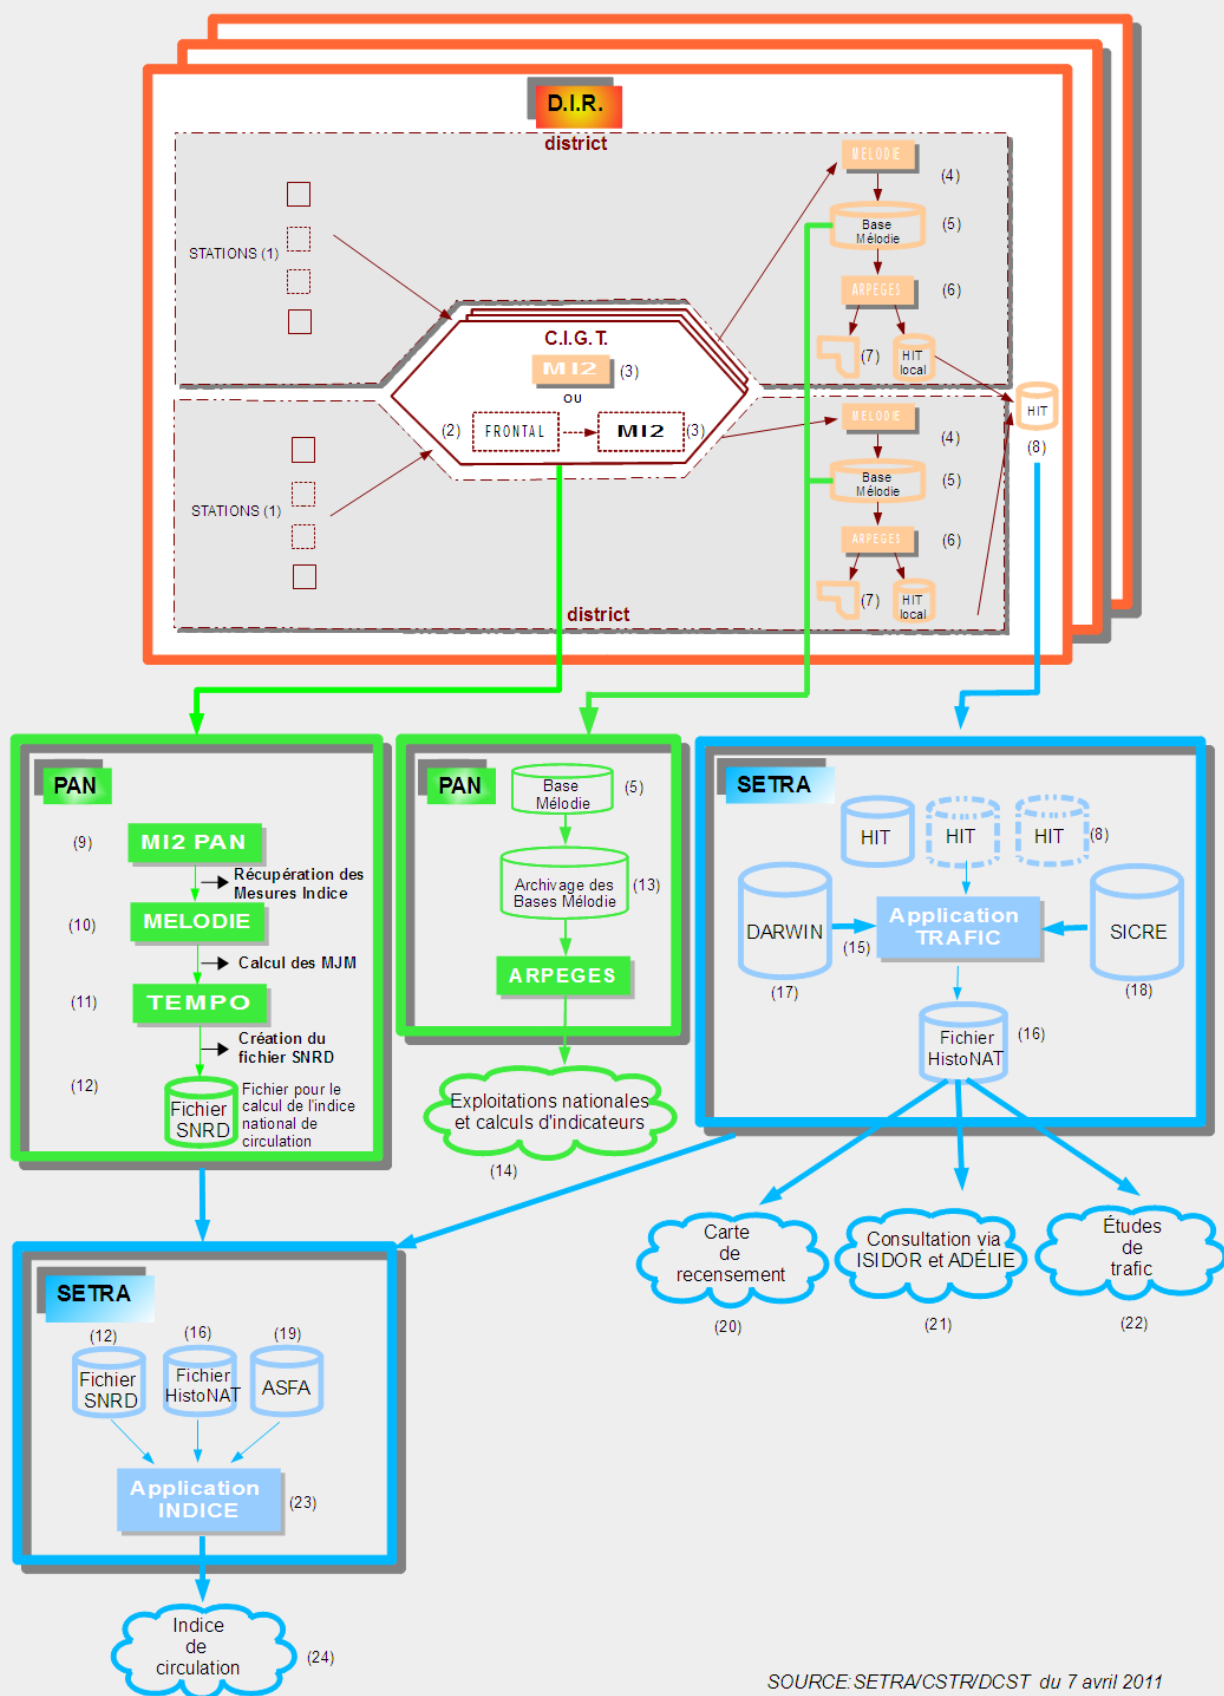 D.I.R.
district
STATIONS (1)
MELODIE
(4)
Base
Mélodie
(5)
ARPEGES
(6)
(7)
HIT
local
C.I.G.T.
MI2
(3)
OU
(2)
FRONTAL
MI2
(3)
HIT
(8)
STATIONS (1)
MELODIE
(4)
Base
Mélodie
(5)
ARPEGES
(6)
(7)
HIT
local
district
PAN
(9)
MI2 PAN
Récupération des
Mesures Indice
(10)
MELODIE
Calcul des MJM
(11)
TEMPO
Création du
fichier SNRD
(12)
Fichier
SNRD
Fichier pour le
calcul de l'indice
national de
circulation
PAN
Base
Mélodie
(5)
Archivage des
Bases Mélodie
(13)
ARPEGES
Exploitations nationales
et calculs d'indicateurs
(14)
SETRA
HIT
HIT
HIT
(8)
DARWIN
(17)
(15)
Application
TRAFIC
SICRE
(18)
Fichier
HistoNAT
(16)
Carte
de
recensement
(20)
Consultation via
ISIDOR et ADÉLIE
(21)
Études
de
trafic
(22)
SETRA
(12)
Fichier
SNRD
(16)
Fichier
HistoNAT
(19)
ASFA
Application
INDICE
(23)
Indice
de
circulation
(24)
SOURCE: SETRA/CSTR/DCST du 7 avril 2011